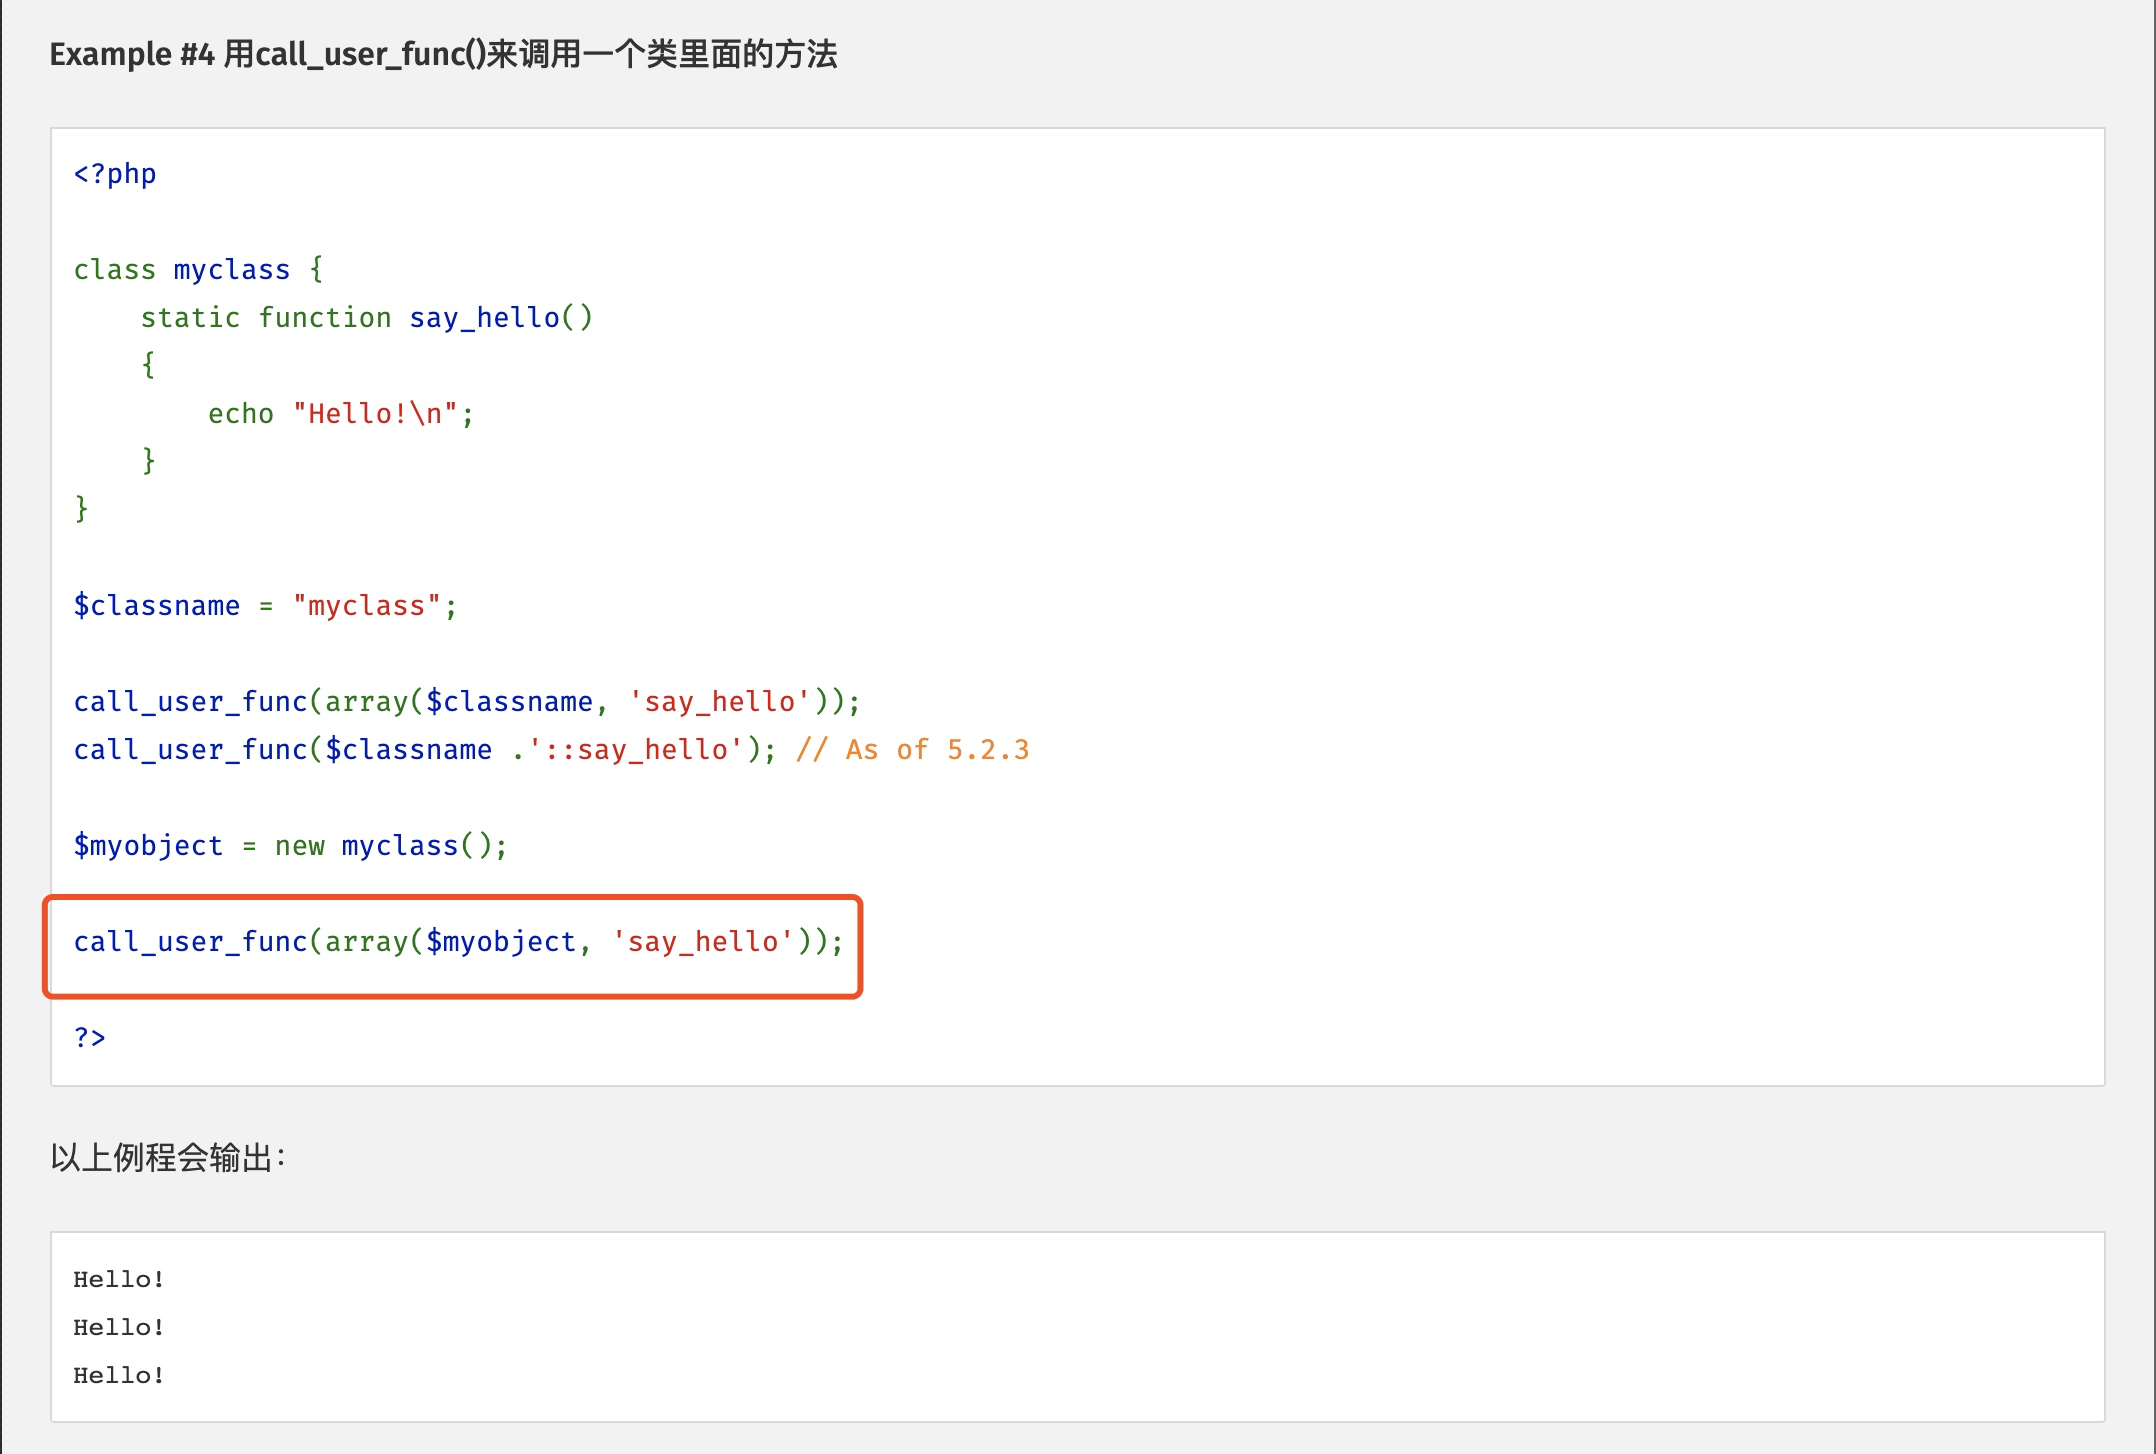 Example #4 用call_user_func()来调用一个类里面的方法
<?php
class myclass {
    static function say_hello()
    {
        echo "Hello!\n";
    }
}
$classname = "myclass";
call_user_func(array($classname, 'say_hello'));
call_user_func($classname .'::say_hello'); // As of 5.2.3
$myobject = new myclass();
call_user_func(array($myobject, 'say_hello'));
?>
以上例程会输出：
Hello!
Hello!
Hello!